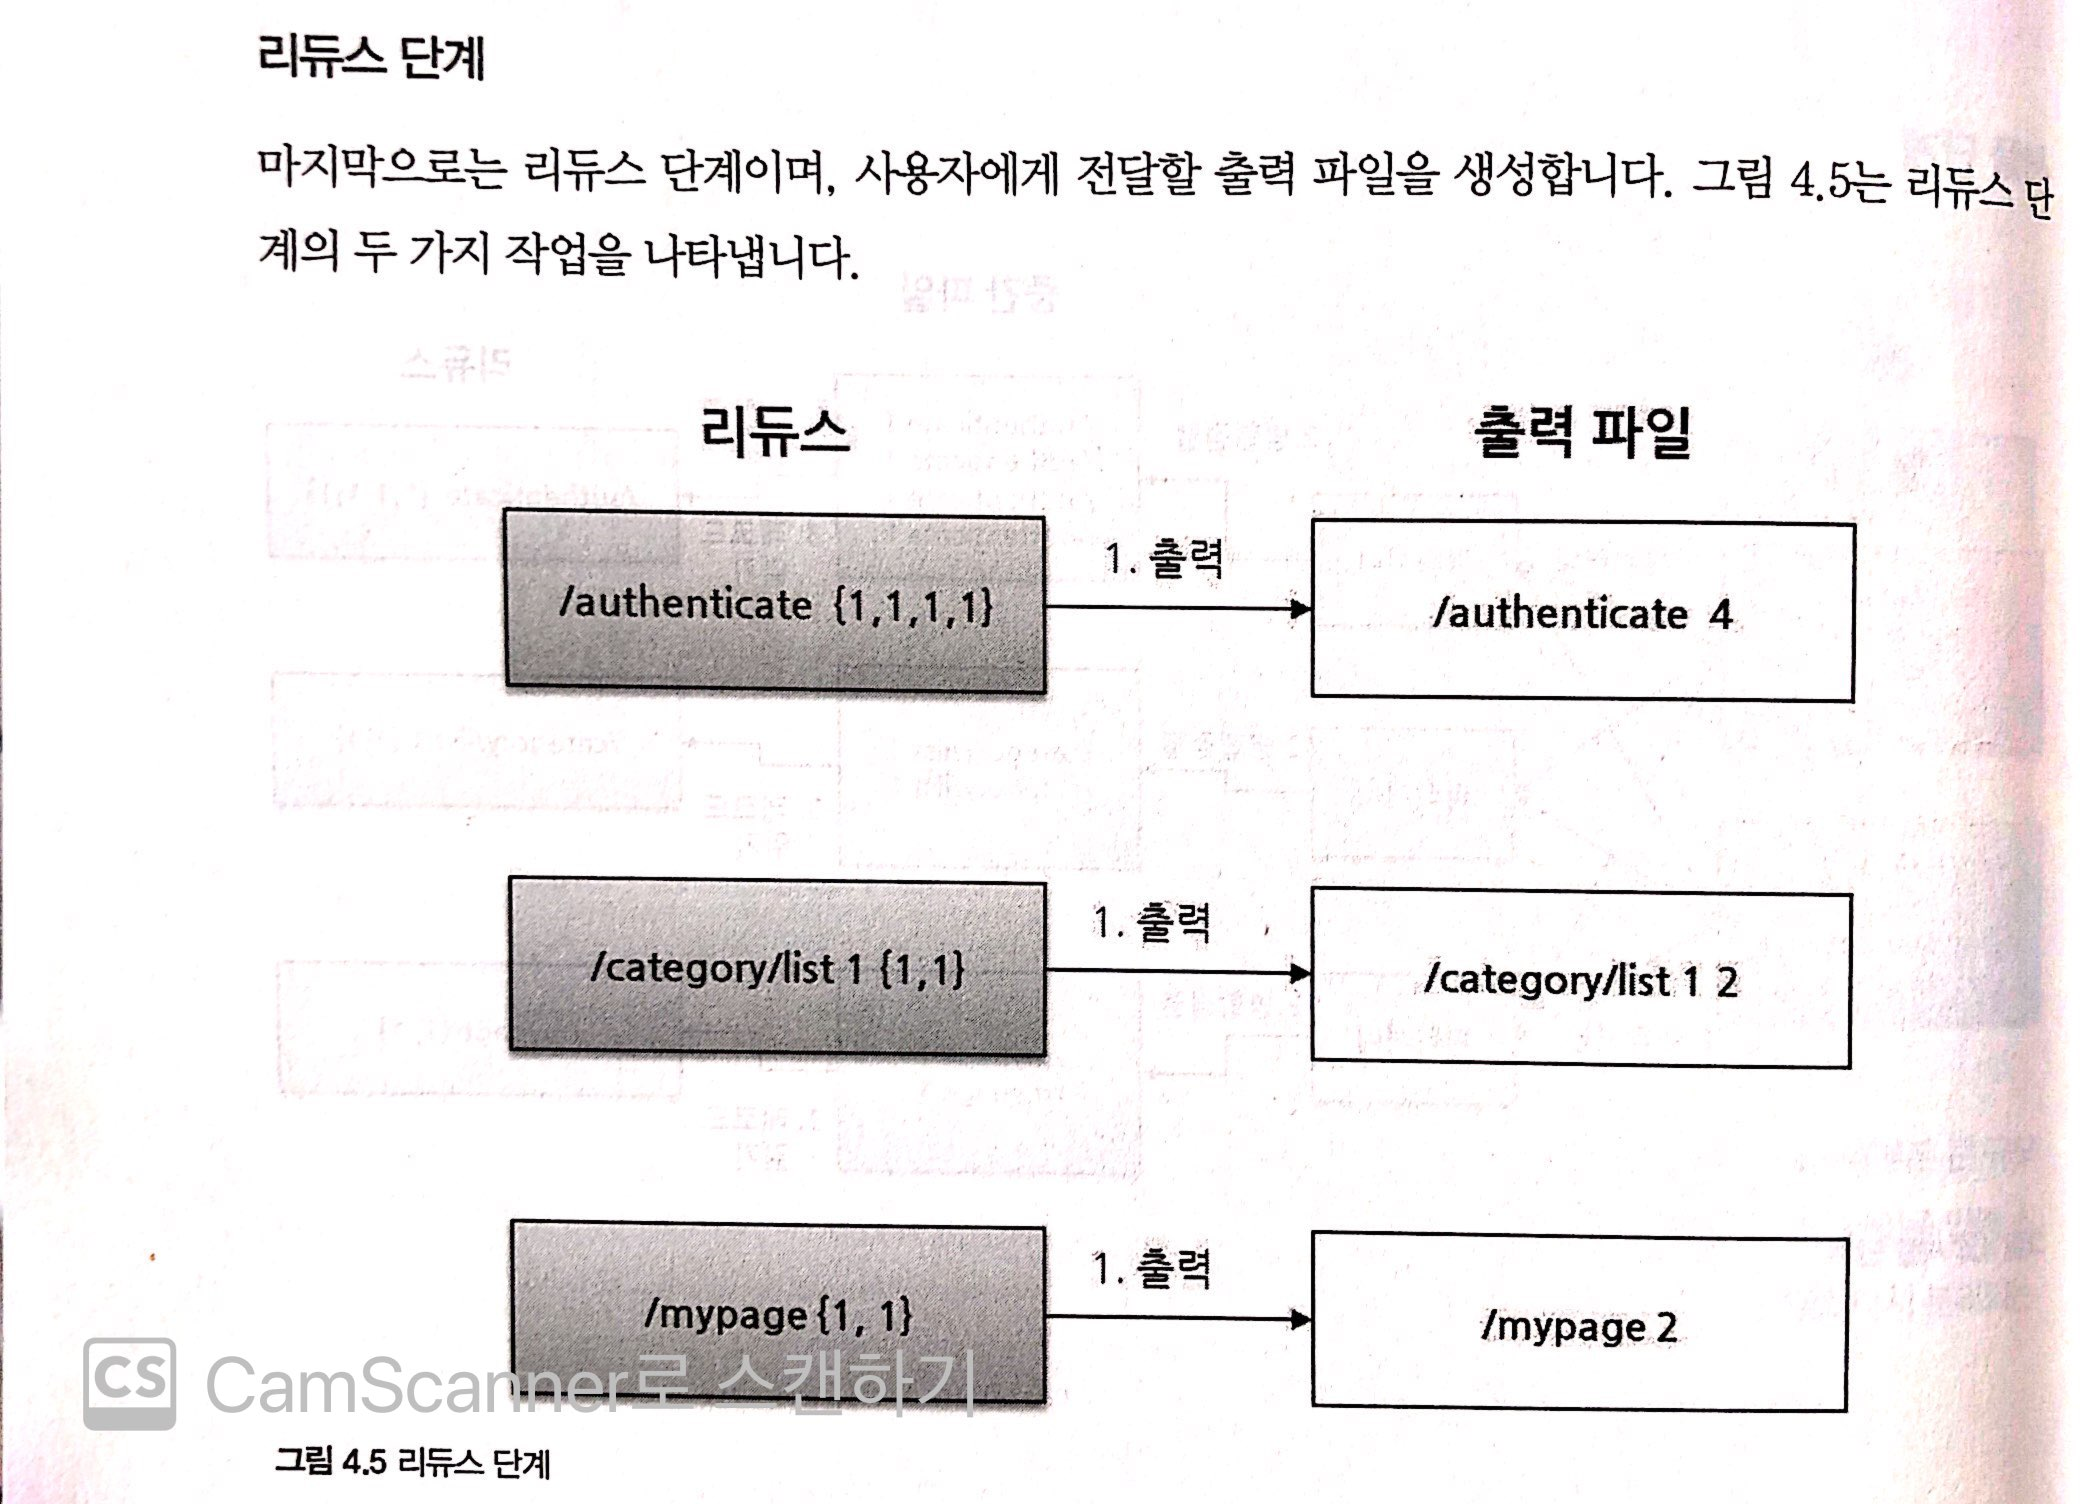 리듀스 단계
마지막으로는 리듀스 단계이며, 사용자에게 전달할 출력 파일을 생성합니다. 그림 4.5는 리듀스 단
계의 두 가지 작업을 나타냅니다.
리듀스
출력 파일
/authenticate {1,1,1,1}
1. 출력
/authenticate 4
/category/list 1 {1,1}
1. 출력
/category/list 1 2
/mypage {1, 1}
1. 출력
/mypage 2
CS CamScanner로 스캔하기
그림 4.5 리듀스 단계